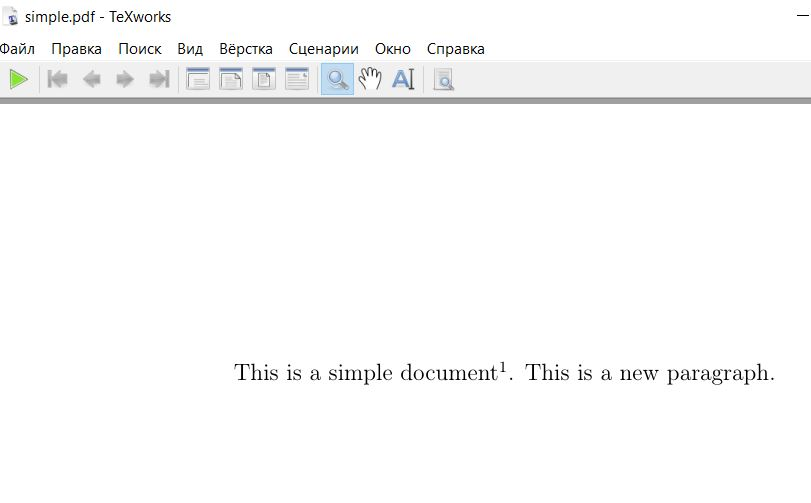 simple.pdf - TeXworks
Файл Правка Поиск Вид Вёрстка Сценарии Окно Справка
This is a simple document¹. This is a new paragraph.